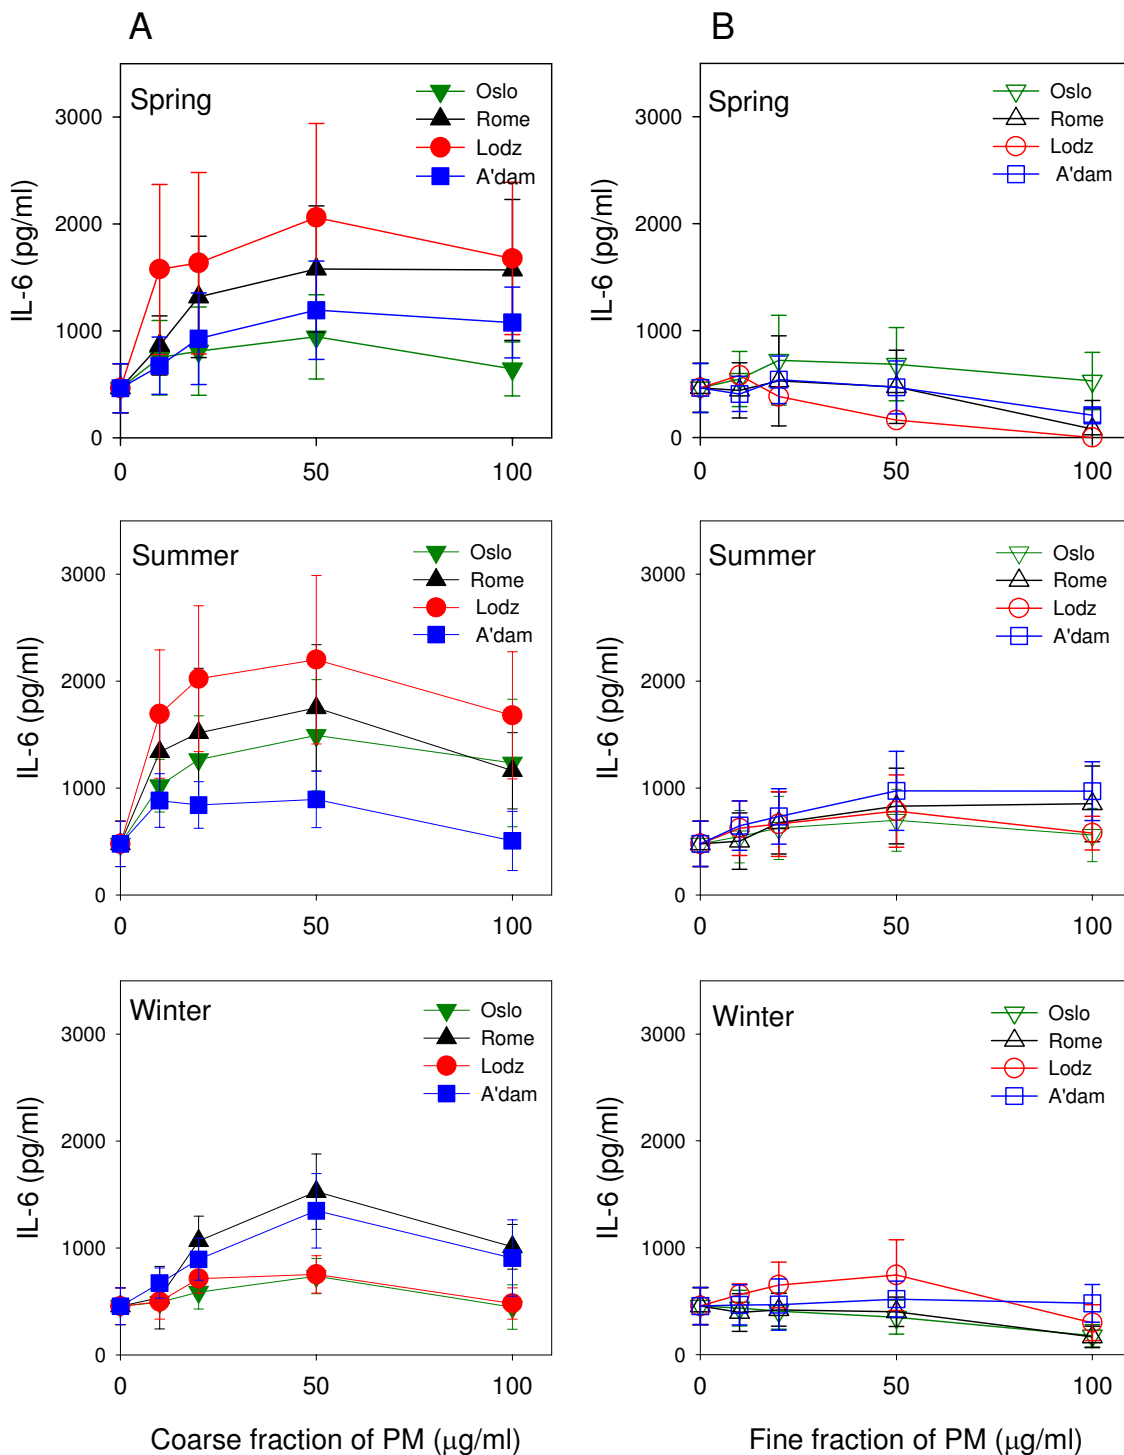 A
B
Spring
Oslo
Rome
Lodz
A'dam
3000
2000
1000
0
IL-6 (pg/ml)
0 50 100
Spring
Oslo
Rome
Lodz
A'dam
3000
2000
1000
0
IL-6 (pg/ml)
0 50 100
Summer
Oslo
Rome
Lodz
A'dam
3000
2000
1000
0
IL-6 (pg/ml)
0 50 100
Summer
Oslo
Rome
Lodz
A'dam
3000
2000
1000
0
IL-6 (pg/ml)
0 50 100
Winter
Oslo
Rome
Lodz
A'dam
3000
2000
1000
0
IL-6 (pg/ml)
0 50 100
Coarse fraction of PM (μg/ml)
Winter
Oslo
Rome
Lodz
A'dam
3000
2000
1000
0
IL-6 (pg/ml)
0 50 100
Fine fraction of PM (μg/ml)